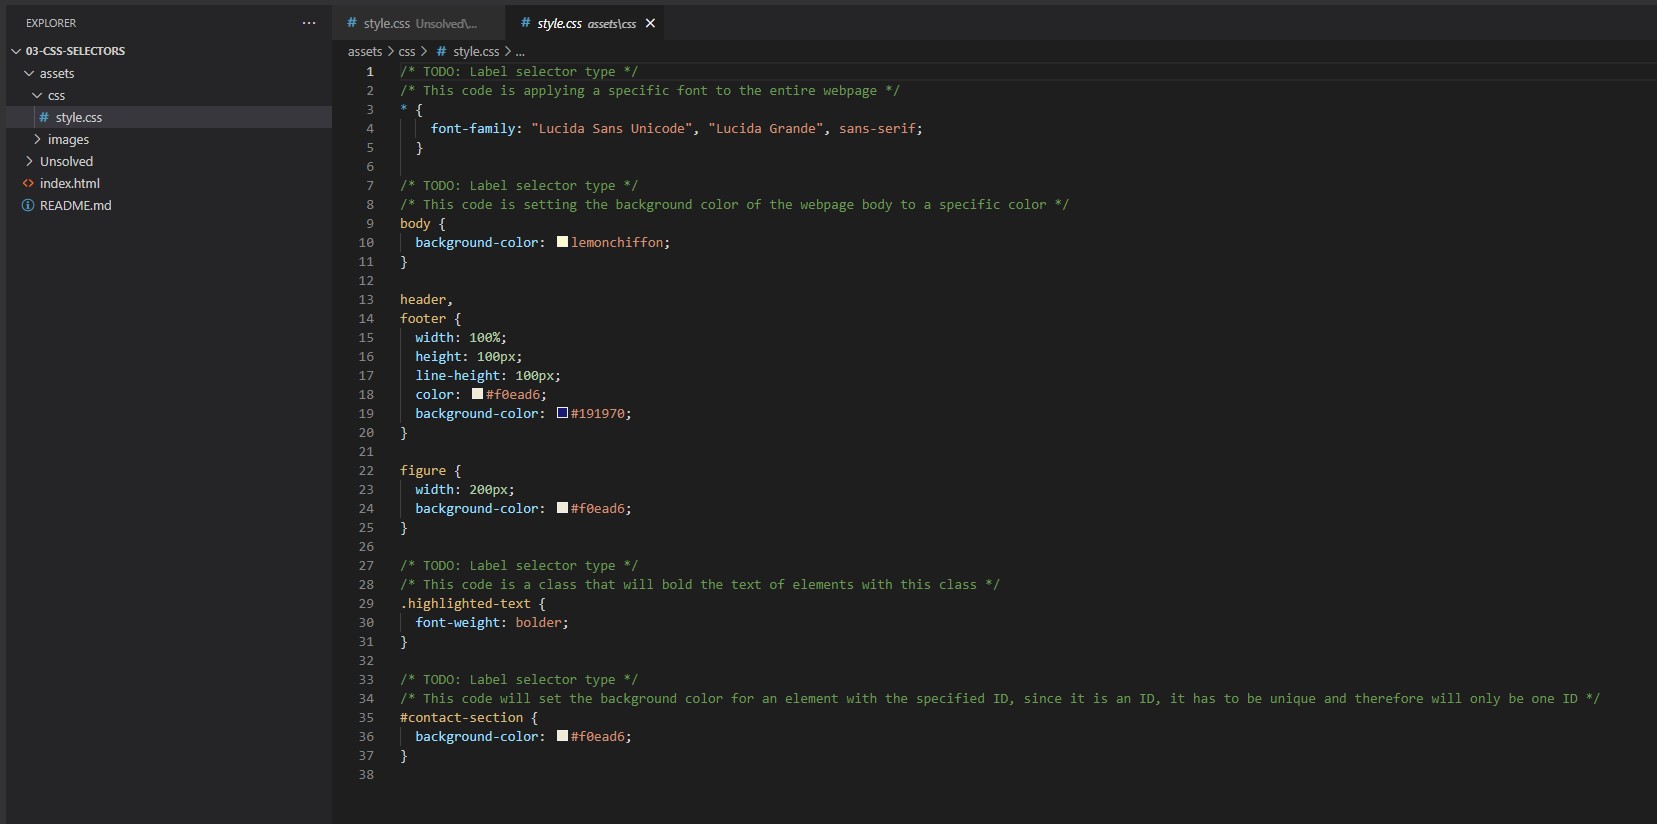 EXPLORER ...
03-CSS-SELECTORS
assets
css
# style.css
images
Unsolved
<> index.html
README.md
# style.css Unsolved\...
# style.css assets\css
assets > css > # style.css > ...
1 /* TODO: Label selector type */
2 /* This code is applying a specific font to the entire webpage */
3 * {
4 font-family: "Lucida Sans Unicode", "Lucida Grande", sans-serif;
5 }
6
7 /* TODO: Label selector type */
8 /* This code is setting the background color of the webpage body to a specific color */
9 body {
10 background-color: lemonchiffon;
11 }
12
13 header,
14 footer {
15 width: 100%;
16 height: 100px;
17 line-height: 100px;
18 color: #f0ead6;
19 background-color: #191970;
20 }
21
22 figure {
23 width: 200px;
24 background-color: #f0ead6;
25 }
26
27 /* TODO: Label selector type */
28 /* This code is a class that will bold the text of elements with this class */
29 .highlighted-text {
30 font-weight: bolder;
31 }
32
33 /* TODO: Label selector type */
34 /* This code will set the background color for an element with the specified ID, since it is an ID, it has to be unique and therefore will only be one ID */
35 #contact-section {
36 background-color: #f0ead6;
37 }
38